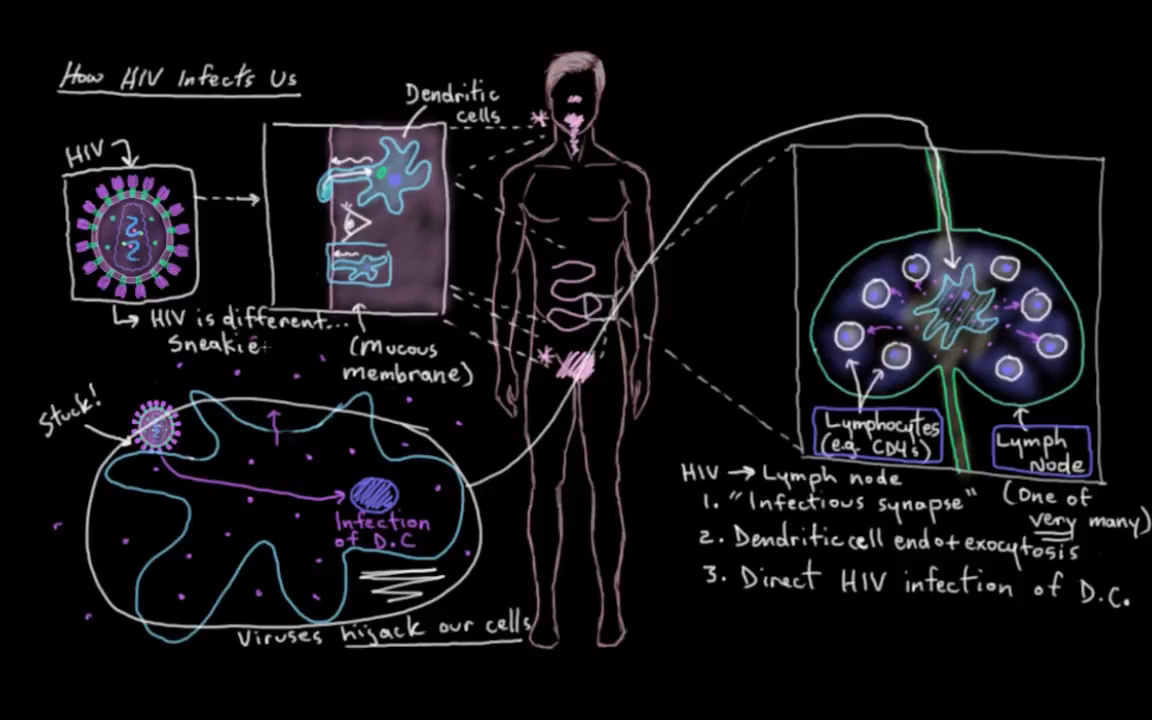 How HIV Infects Us
HIV
HIV is different...
Sneakie
Dendritic
cells
(Mucous
membrane)
Stuck!
Infection
of D.C
Viruses hijack our cells
Lymphocytes
(e.g. CD4's)
Lymph
Node
(One of
very many)
HIV → Lymph node
1. "Infectious synapse"
2. Dendritic cell endo + exocytosis
3. Direct HIV infection of D.C.